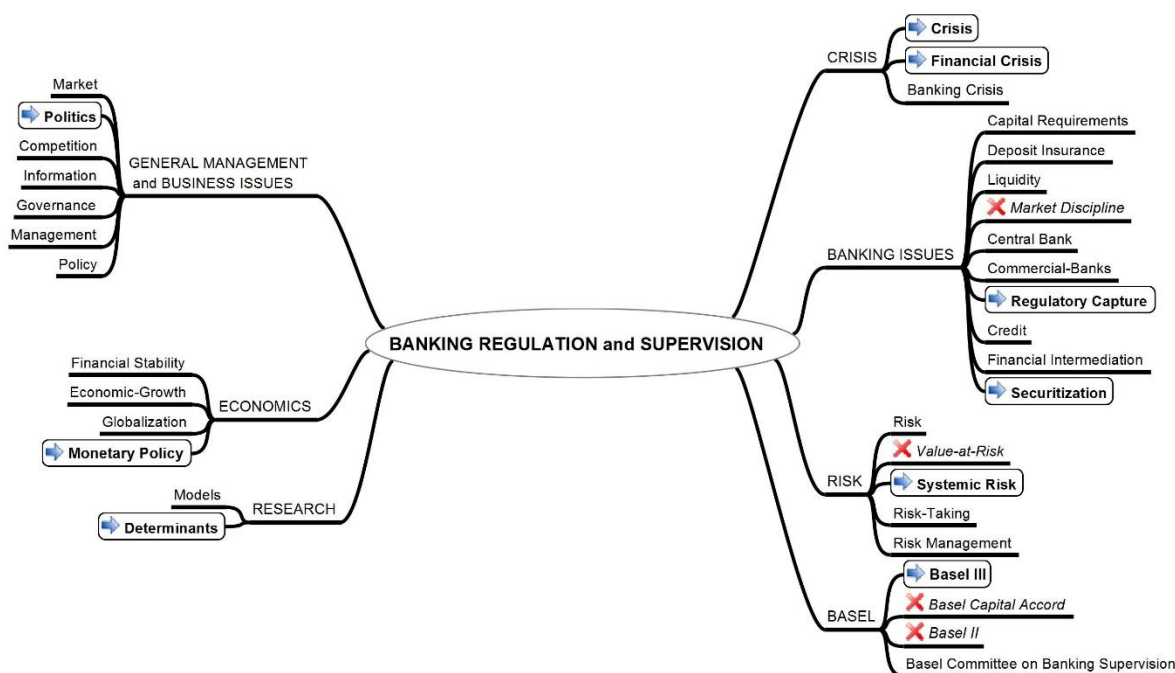 BANKING REGULATION and SUPERVISION
GENERAL MANAGEMENT
and BUSINESS ISSUES
Market
Politics
Competition
Information
Governance
Management
Policy
ECONOMICS
Financial Stability
Economic-Growth
Globalization
Monetary Policy
RESEARCH
Models
Determinants
CRISIS
Crisis
Financial Crisis
Banking Crisis
BANKING ISSUES
Capital Requirements
Deposit Insurance
Liquidity
Market Discipline
Central Bank
Commercial-Banks
Regulatory Capture
Credit
Financial Intermediation
Securitization
RISK
Risk
Value-at-Risk
Systemic Risk
Risk-Taking
Risk Management
BASEL
Basel III
Basel Capital Accord
Basel II
Basel Committee on Banking Supervision